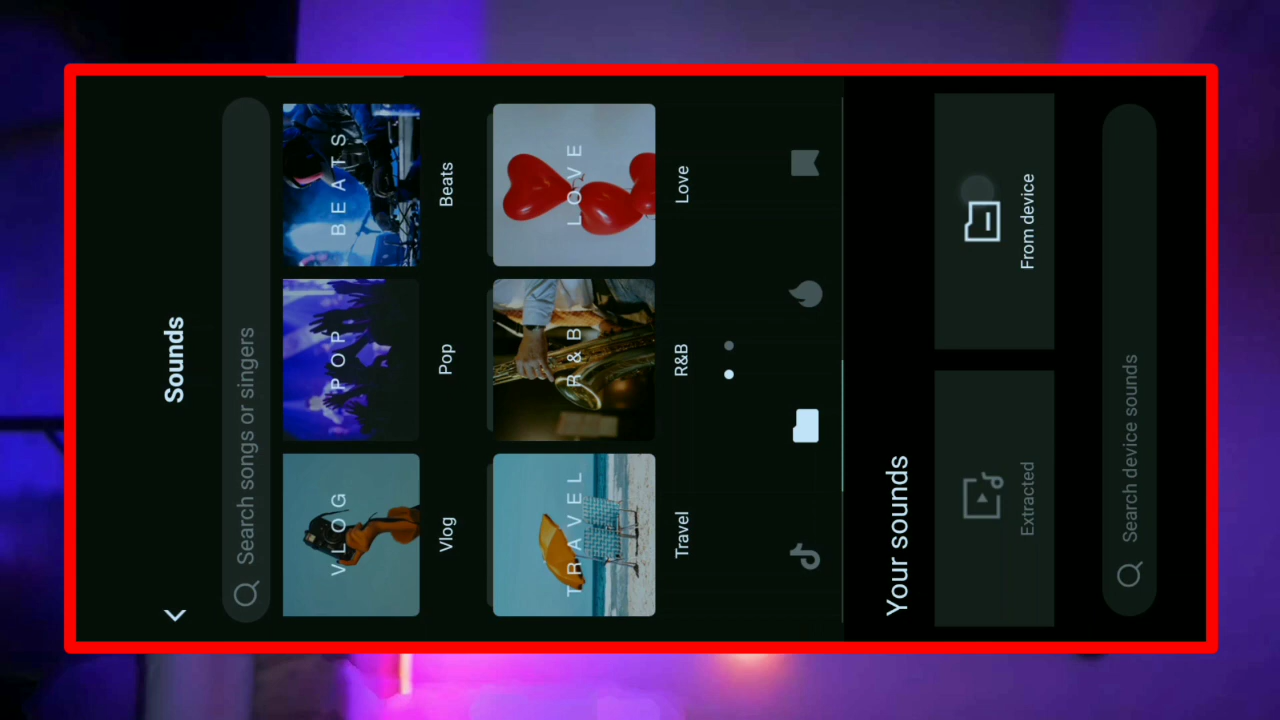 Sounds
Search songs or singers
VLOG
POP
BEATS
Vlog
Pop
Beats
TRAVEL
R&B
LOVE
Travel
R&B
Love
Your sounds
Extracted
From device
Search device sounds